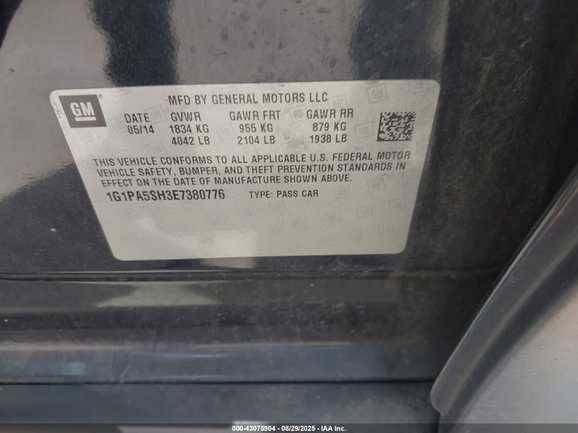 GM
MFD BY GENERAL MOTORS LLC
DATE GVWR GAWR FRT GAWR RR
05/14 1834 KG 955 KG 879 KG
4042 LB 2104 LB 1938 LB
THIS VEHICLE CONFORMS TO ALL APPLICABLE U.S. FEDERAL MOTOR
VEHICLE SAFETY, BUMPER, AND THEFT PREVENTION STANDARDS
IN EFFECT ON THE DATE OF MANUFACTURE SHOWN ABOVE.
1G1PA5SH3E7380776 TYPE: PASS CAR
000-43075904 08/29/2025 IAA Inc.